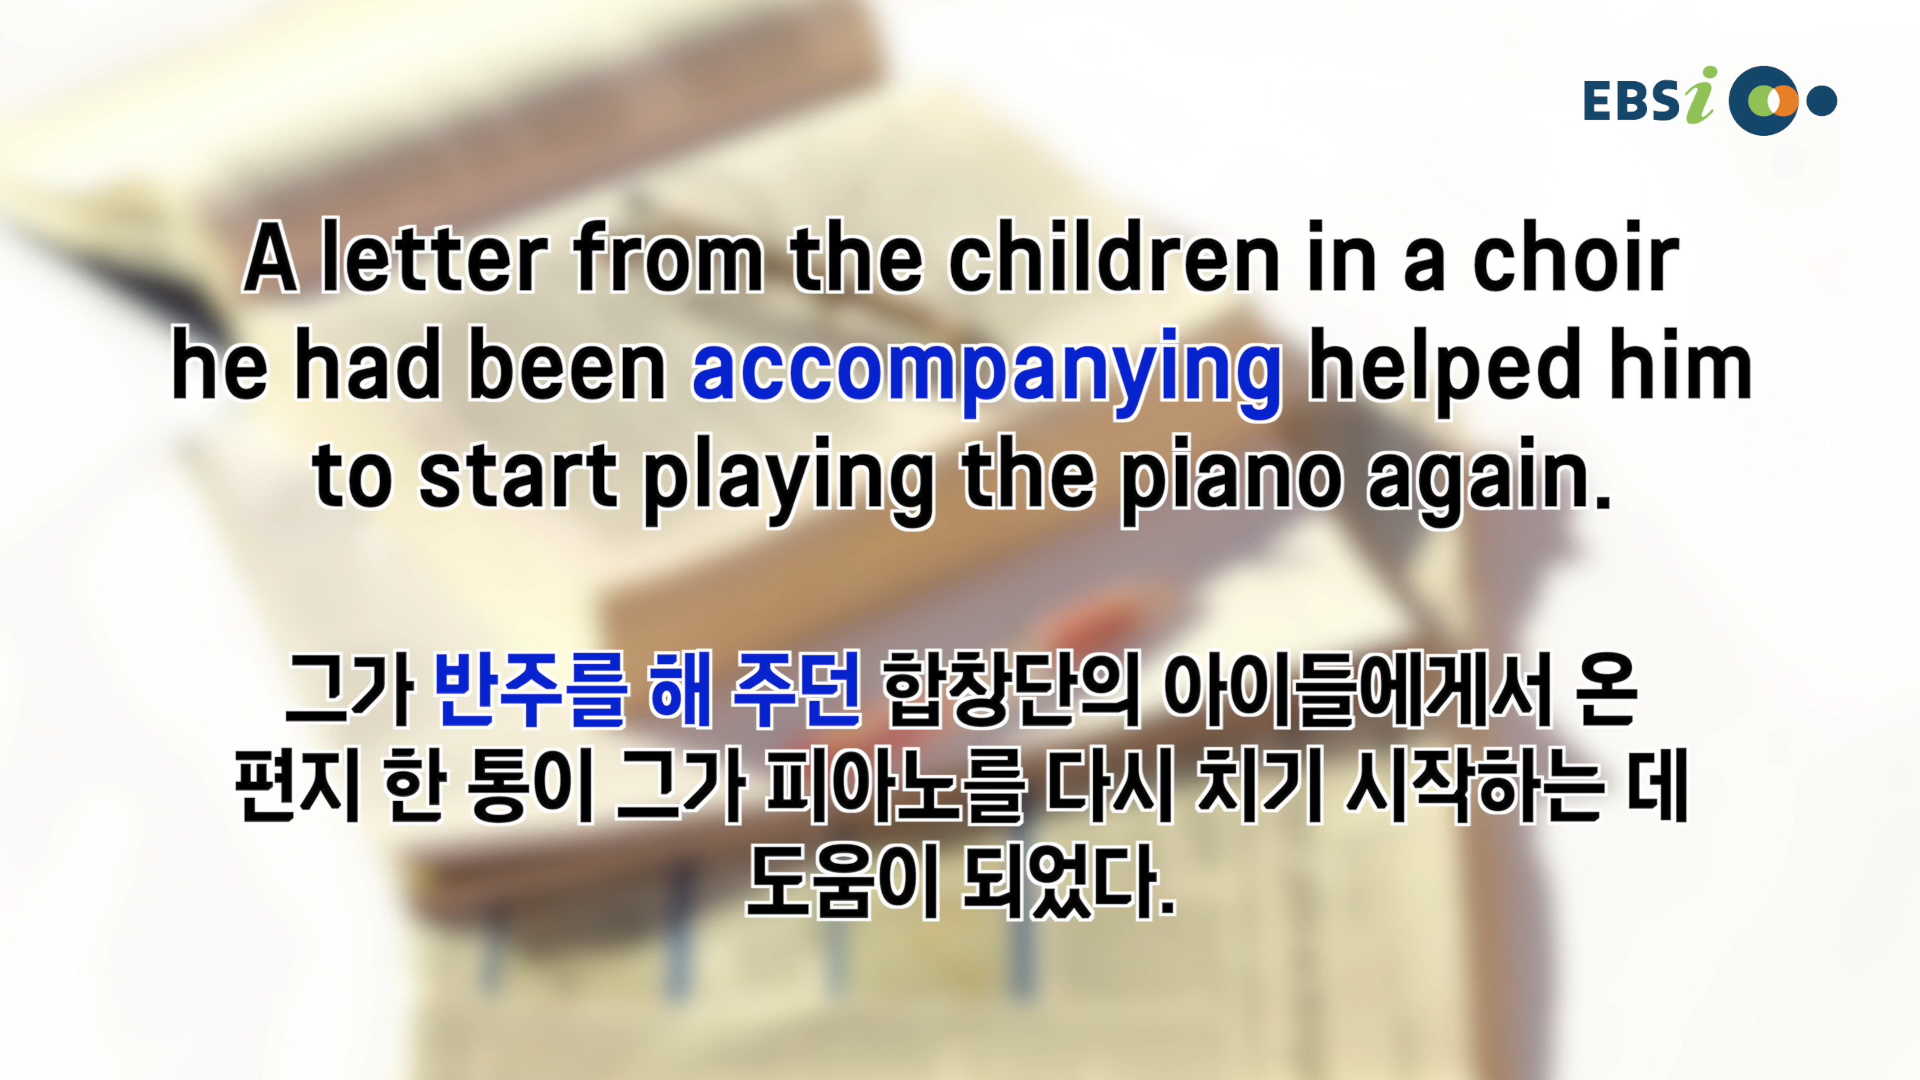 EBSi
A letter from the children in a choir
he had been accompanying helped him
to start playing the piano again.
그가 반주를 해 주던 합창단의 아이들에게서 온
편지 한 통이 그가 피아노를 다시 치기 시작하는 데
도움이 되었다.